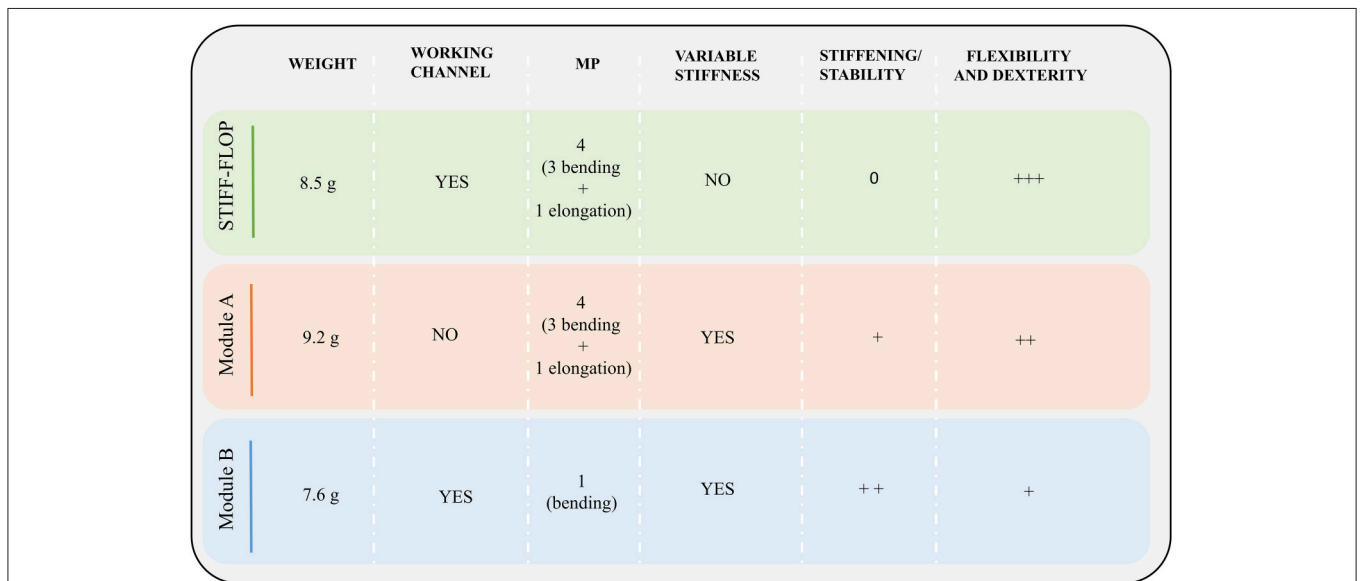 WEIGHT
WORKING
CHANNEL
MP
VARIABLE
STIFFNESS
STIFFENING/
STABILITY
FLEXIBILITY
AND DEXTERITY
STIFF-FLOP
8.5 g
YES
4
(3 bending
+
1 elongation)
NO
0
+++
Module A
9.2 g
NO
4
(3 bending
+
1 elongation)
YES
+
++
Module B
7.6 g
YES
1
(bending)
YES
+ +
+